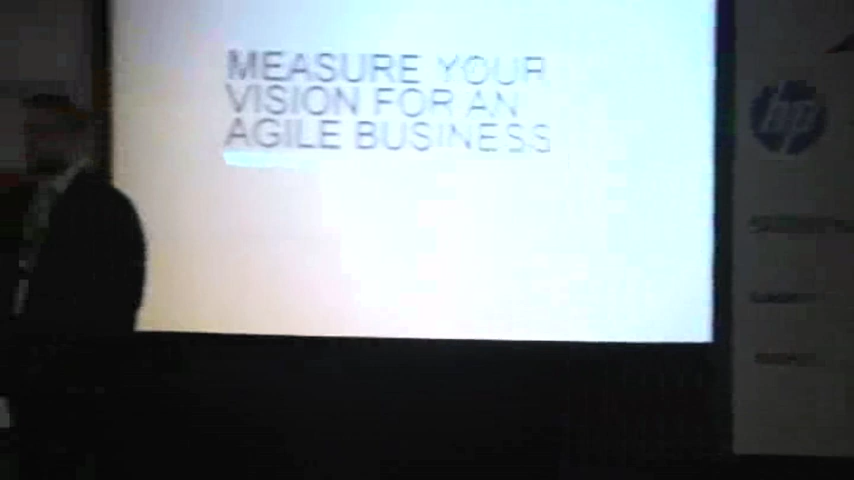 MEASURE YOUR
VISION FOR AN
AGILE BUSINESS
hp